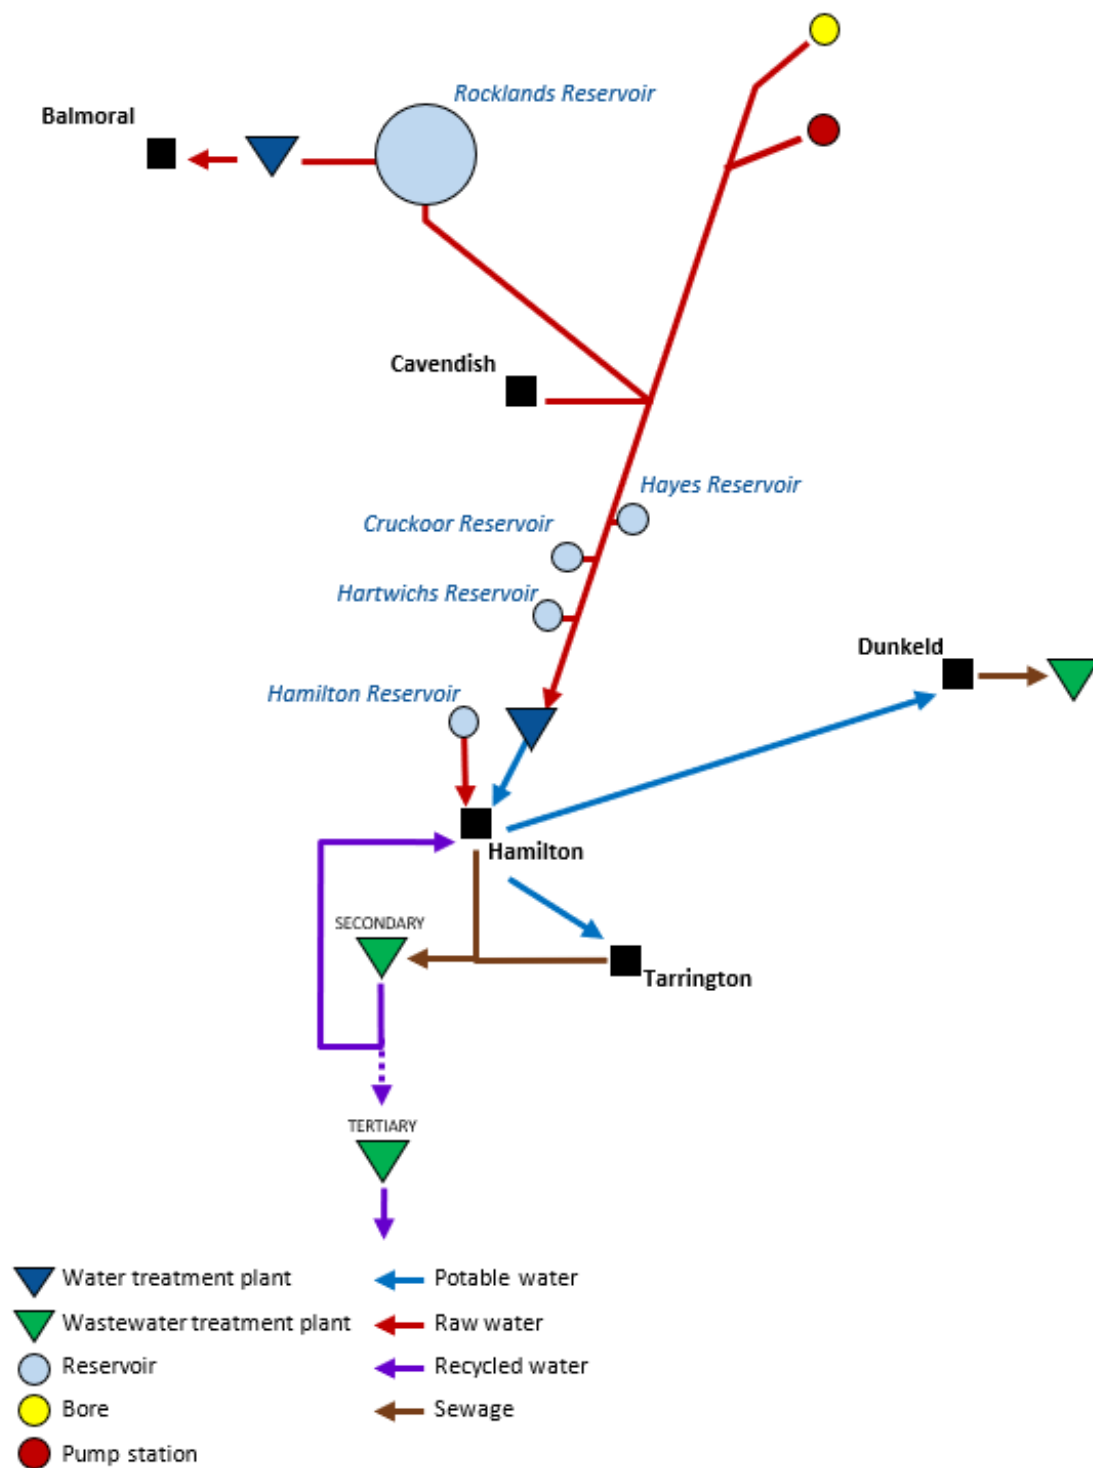 Rocklands Reservoir
Balmoral
Cavendish
Hayes Reservoir
Cruckoor Reservoir
Hartwichs Reservoir
Dunkeld
Hamilton Reservoir
Hamilton
SECONDARY
Tarrington
TERTIARY
Water treatment plant
Potable water
Wastewater treatment plant
Raw water
Reservoir
Recycled water
Bore
Sewage
Pump station